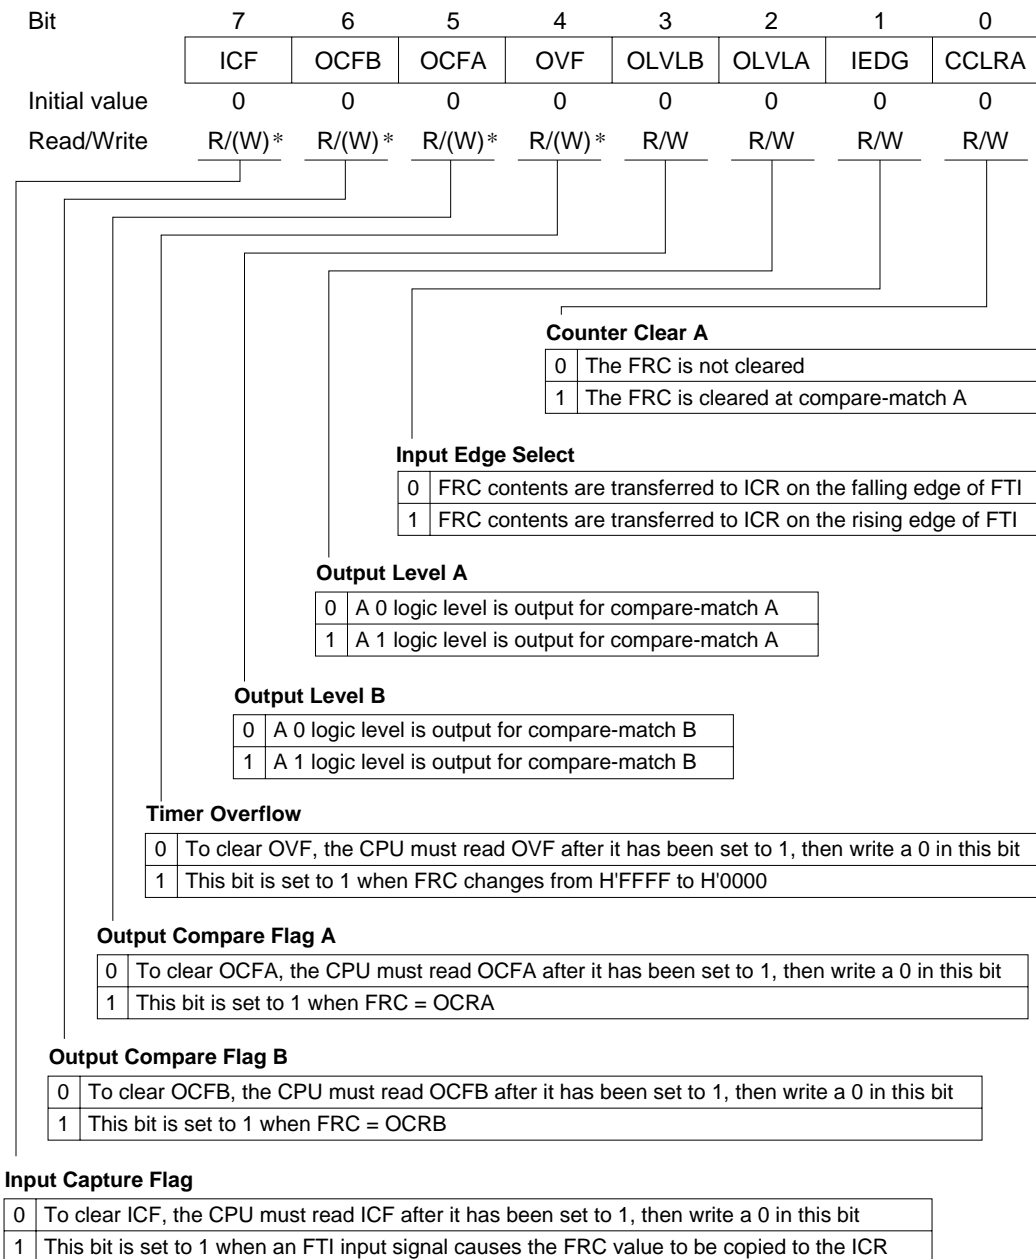 Bit 7 6 5 4 3 2 1 0
ICF OCFB OCFA OVF OLVLB OLVLA IEDG CCLRA
Initial value 0 0 0 0 0 0 0 0
Read/Write R/(W)* R/(W)* R/(W)* R/(W)* R/W R/W R/W R/W
Counter Clear A
0 The FRC is not cleared
1 The FRC is cleared at compare-match A
Input Edge Select
0 FRC contents are transferred to ICR on the falling edge of FTI
1 FRC contents are transferred to ICR on the rising edge of FTI
Output Level A
0 A 0 logic level is output for compare-match A
1 A 1 logic level is output for compare-match A
Output Level B
0 A 0 logic level is output for compare-match B
1 A 1 logic level is output for compare-match B
Timer Overflow
0 To clear OVF, the CPU must read OVF after it has been set to 1, then write a 0 in this bit
1 This bit is set to 1 when FRC changes from H'FFFF to H'0000
Output Compare Flag A
0 To clear OCFA, the CPU must read OCFA after it has been set to 1, then write a 0 in this bit
1 This bit is set to 1 when FRC = OCRA
Output Compare Flag B
0 To clear OCFB, the CPU must read OCFB after it has been set to 1, then write a 0 in this bit
1 This bit is set to 1 when FRC = OCRB
Input Capture Flag
0 To clear ICF, the CPU must read ICF after it has been set to 1, then write a 0 in this bit
1 This bit is set to 1 when an FTI input signal causes the FRC value to be copied to the ICR